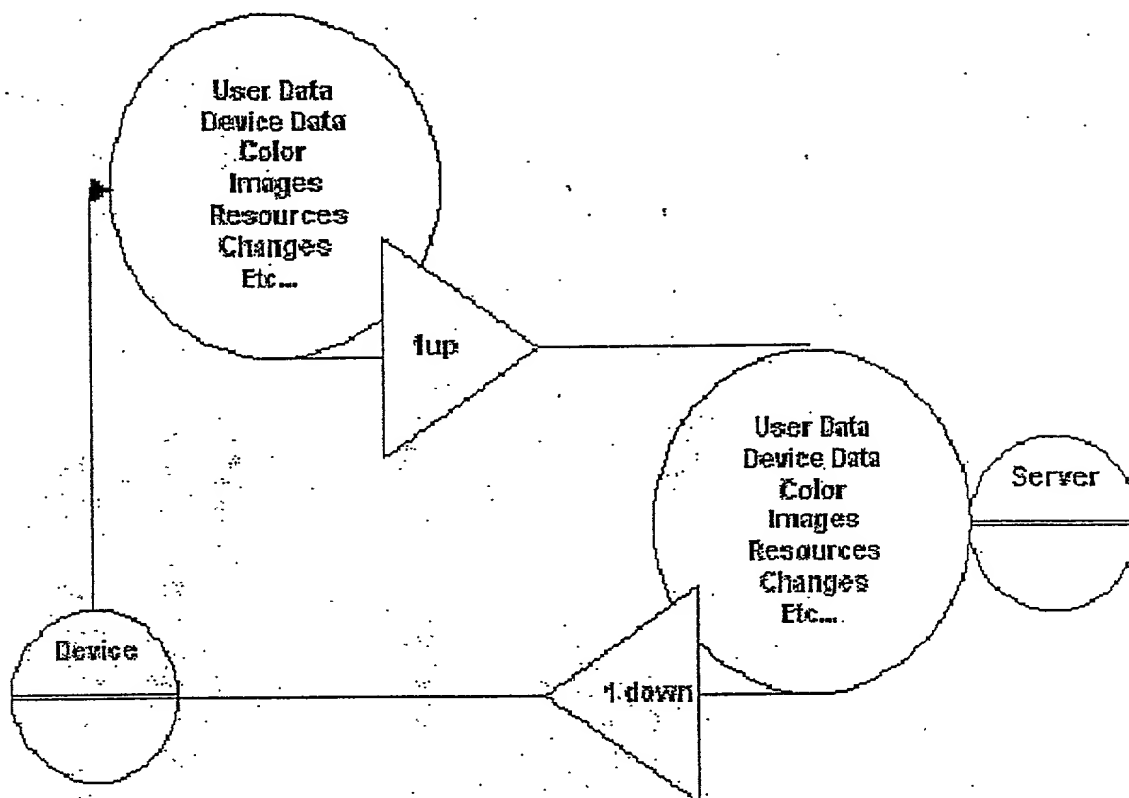 User Data
Device Data
Color
Images
Resources
Changes
Etc...
1up
User Data
Device Data
Color
Images
Resources
Changes
Etc...
Server
Device
1 down